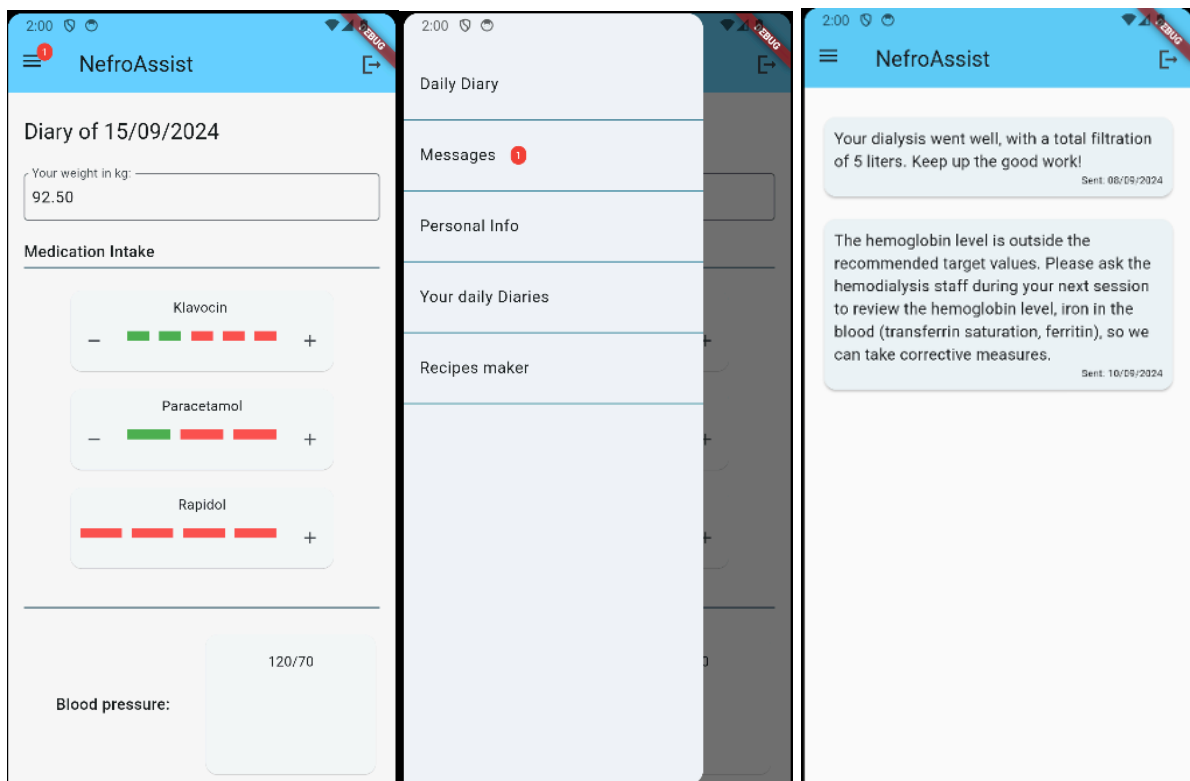 2:00
DEBUG
1
NefroAssist
Diary of 15/09/2024
Your weight in kg:
92.50
Medication Intake
Klavocin
− +
Paracetamol
− +
Rapidol
+
120/70
Blood pressure:
2:00
DEBUG
Daily Diary
Messages 1
Personal Info
Your daily Diaries
Recipes maker
2:00
DEBUG
NefroAssist
Your dialysis went well, with a total filtration
of 5 liters. Keep up the good work!
Sent: 08/09/2024
The hemoglobin level is outside the
recommended target values. Please ask the
hemodialysis staff during your next session
to review the hemoglobin level, iron in the
blood (transferrin saturation, ferritin), so we
can take corrective measures.
Sent: 10/09/2024